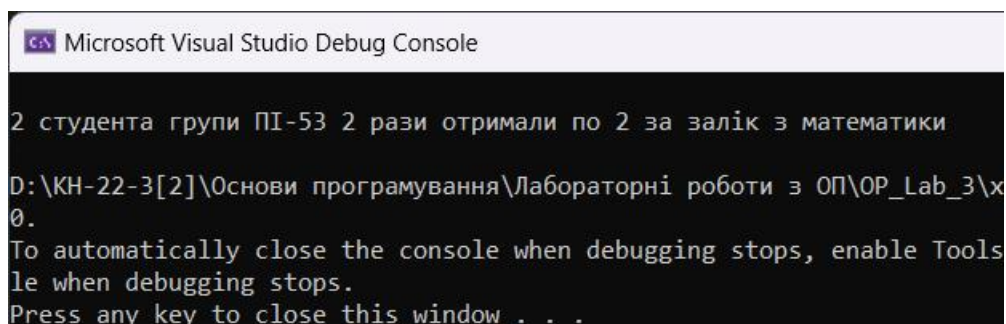 Microsoft Visual Studio Debug Console
2 студента групи ПІ-53 2 рази отримали по 2 за залік з математики
D:\КН-22-3[2]\Основи програмування\Лабораторні роботи з ОП\OP_Lab_3\x
0.
To automatically close the console when debugging stops, enable Tools
le when debugging stops.
Press any key to close this window . . .